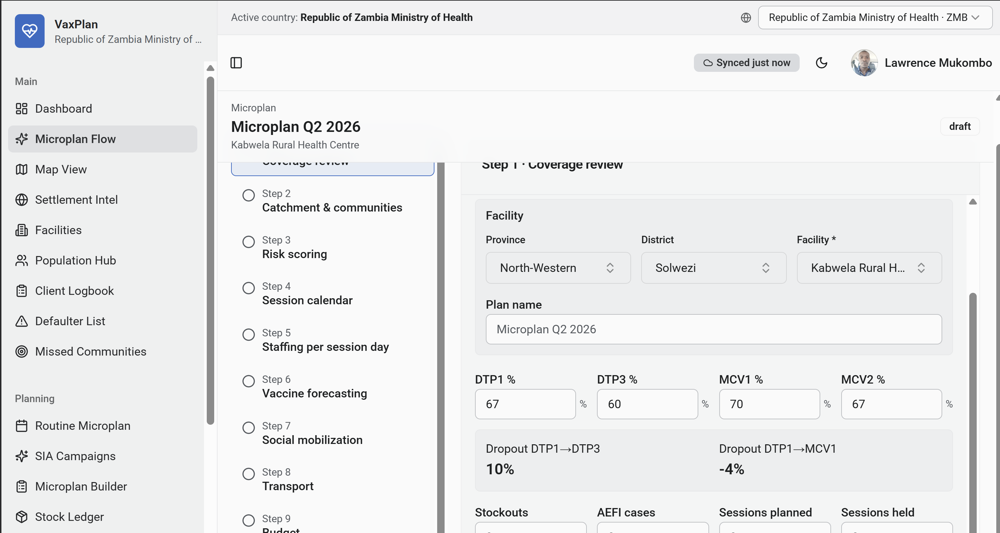 VaxPlan
Republic of Zambia Ministry of ...
Main
Dashboard
Microplan Flow
Map View
Settlement Intel
Facilities
Population Hub
Client Logbook
Defaulter List
Missed Communities
Planning
Routine Microplan
SIA Campaigns
Microplan Builder
Stock Ledger
Active country: Republic of Zambia Ministry of Health
Republic of Zambia Ministry of Health · ZMB
Synced just now
Lawrence Mukombo
Microplan
Microplan Q2 2026
Kabwela Rural Health Centre
draft
Coverage review
Step 2
Catchment & communities
Step 3
Risk scoring
Step 4
Session calendar
Step 5
Staffing per session day
Step 6
Vaccine forecasting
Step 7
Social mobilization
Step 8
Transport
Step 9
Budget
Step 1 · Coverage review
Facility
Province District Facility *
North-Western Solwezi Kabwela Rural H...
Plan name
Microplan Q2 2026
DTP1 % DTP3 % MCV1 % MCV2 %
67 % 60 % 70 % 67 %
Dropout DTP1→DTP3 Dropout DTP1→MCV1
10% -4%
Stockouts AEFI cases Sessions planned Sessions held